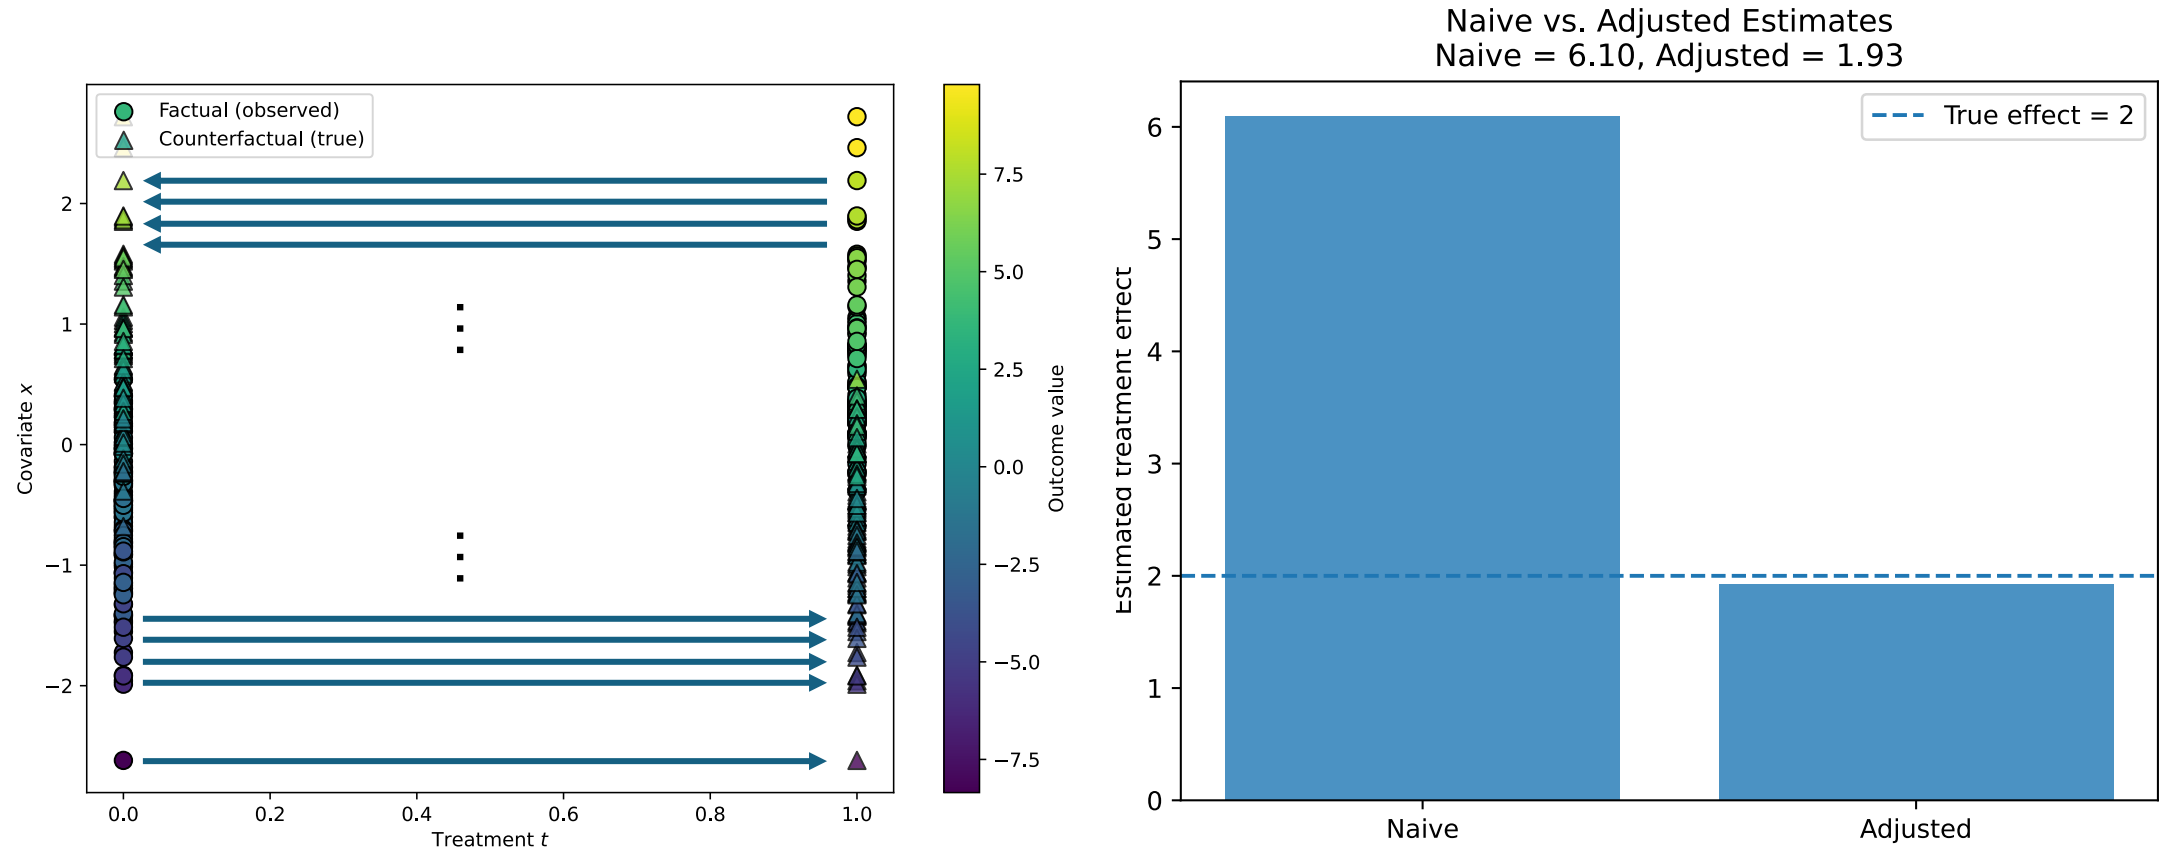 Factual (observed)
Counterfactual (true)
2
1
0
−1
−2
Covariate x
0.0
0.2
0.4
0.6
0.8
1.0
Treatment t
7.5
5.0
2.5
0.0
−2.5
−5.0
−7.5
Outcome value
Naive vs. Adjusted Estimates
Naive = 6.10, Adjusted = 1.93
True effect = 2
6
5
4
3
2
1
0
Estimated treatment effect
Naive
Adjusted